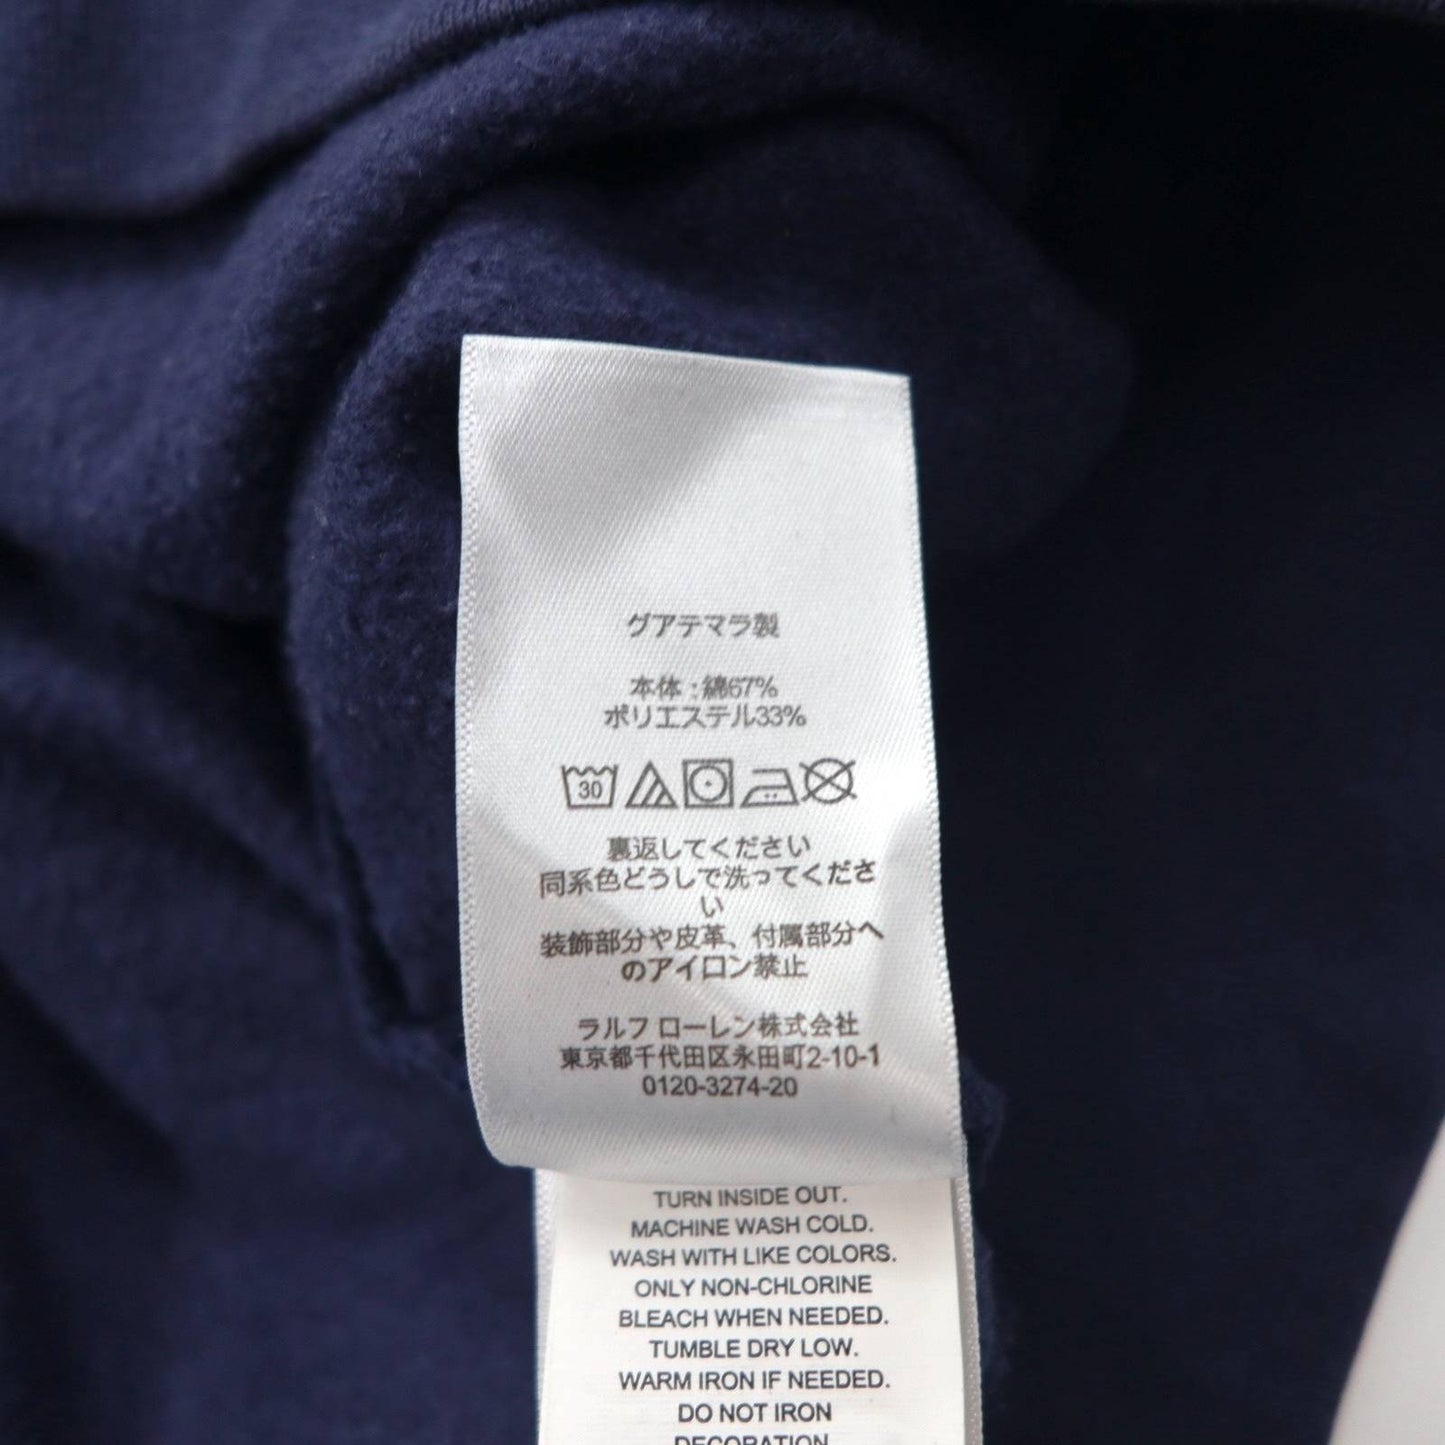 グアテマラ製
本体 : 綿67%
ポリエステル33%
30
裏返してください
同系色どうしで洗ってくださ
い
装飾部分や皮革、付属部分へ
のアイロン禁止
ラルフ ローレン株式会社
東京都千代田区永田町2-10-1
0120-3274-20
TURN INSIDE OUT.
MACHINE WASH COLD.
WASH WITH LIKE COLORS.
ONLY NON-CHLORINE
BLEACH WHEN NEEDED.
TUMBLE DRY LOW.
WARM IRON IF NEEDED.
DO NOT IRON
DECORATION